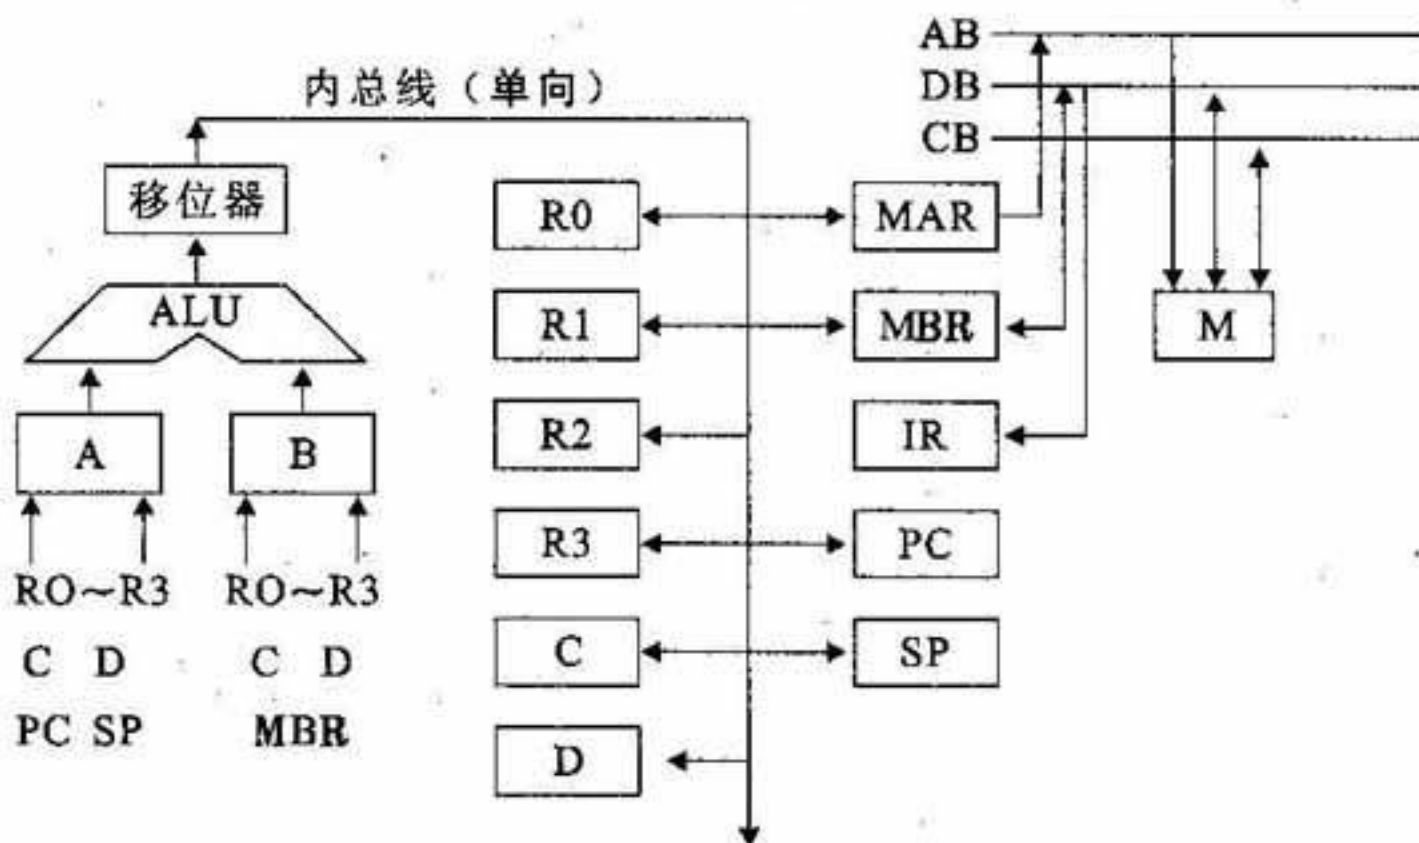 AB
DB
CB
内总线（单向）
移位器
ALU
A
B
RO～R3
RO～R3
C D
C D
PC SP
MBR
R0
R1
R2
R3
C
D
MAR
MBR
IR
PC
SP
M